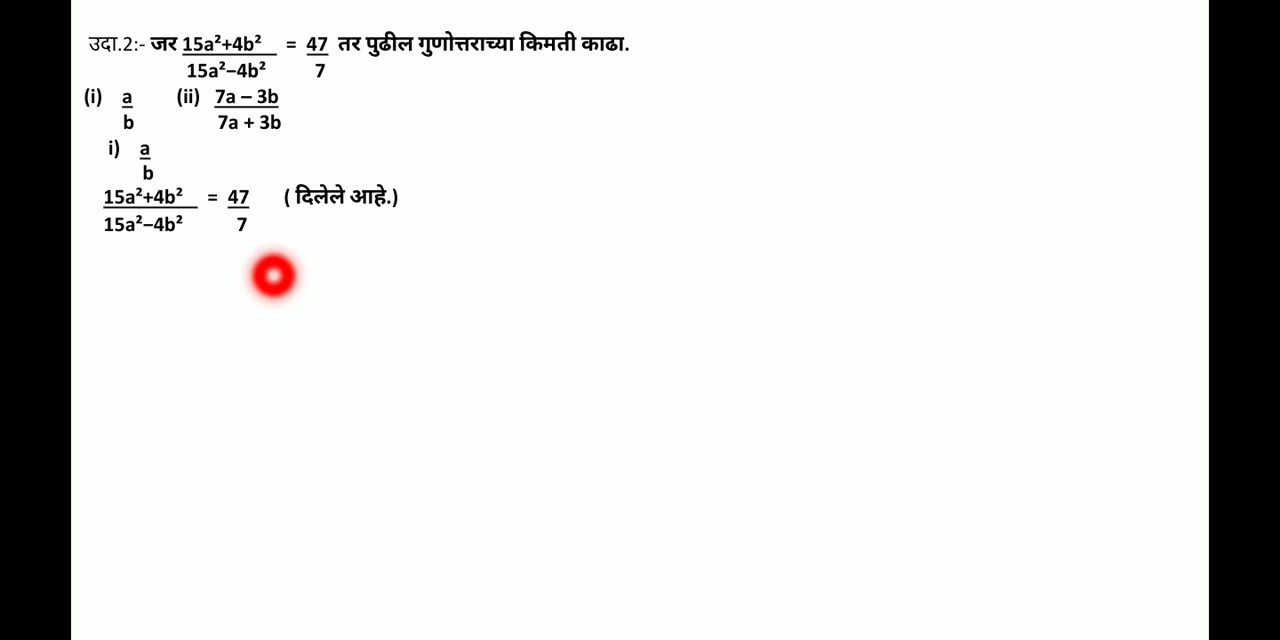 उदा.2:- जर 15a²+4b² = 47 तर पुढील गुणोत्तराच्या किमती काढा.
15a²–4b² 7
(i) a (ii) 7a – 3b
b 7a + 3b
i) a
b
15a²+4b² = 47 ( दिलेले आहे.)
15a²–4b² 7